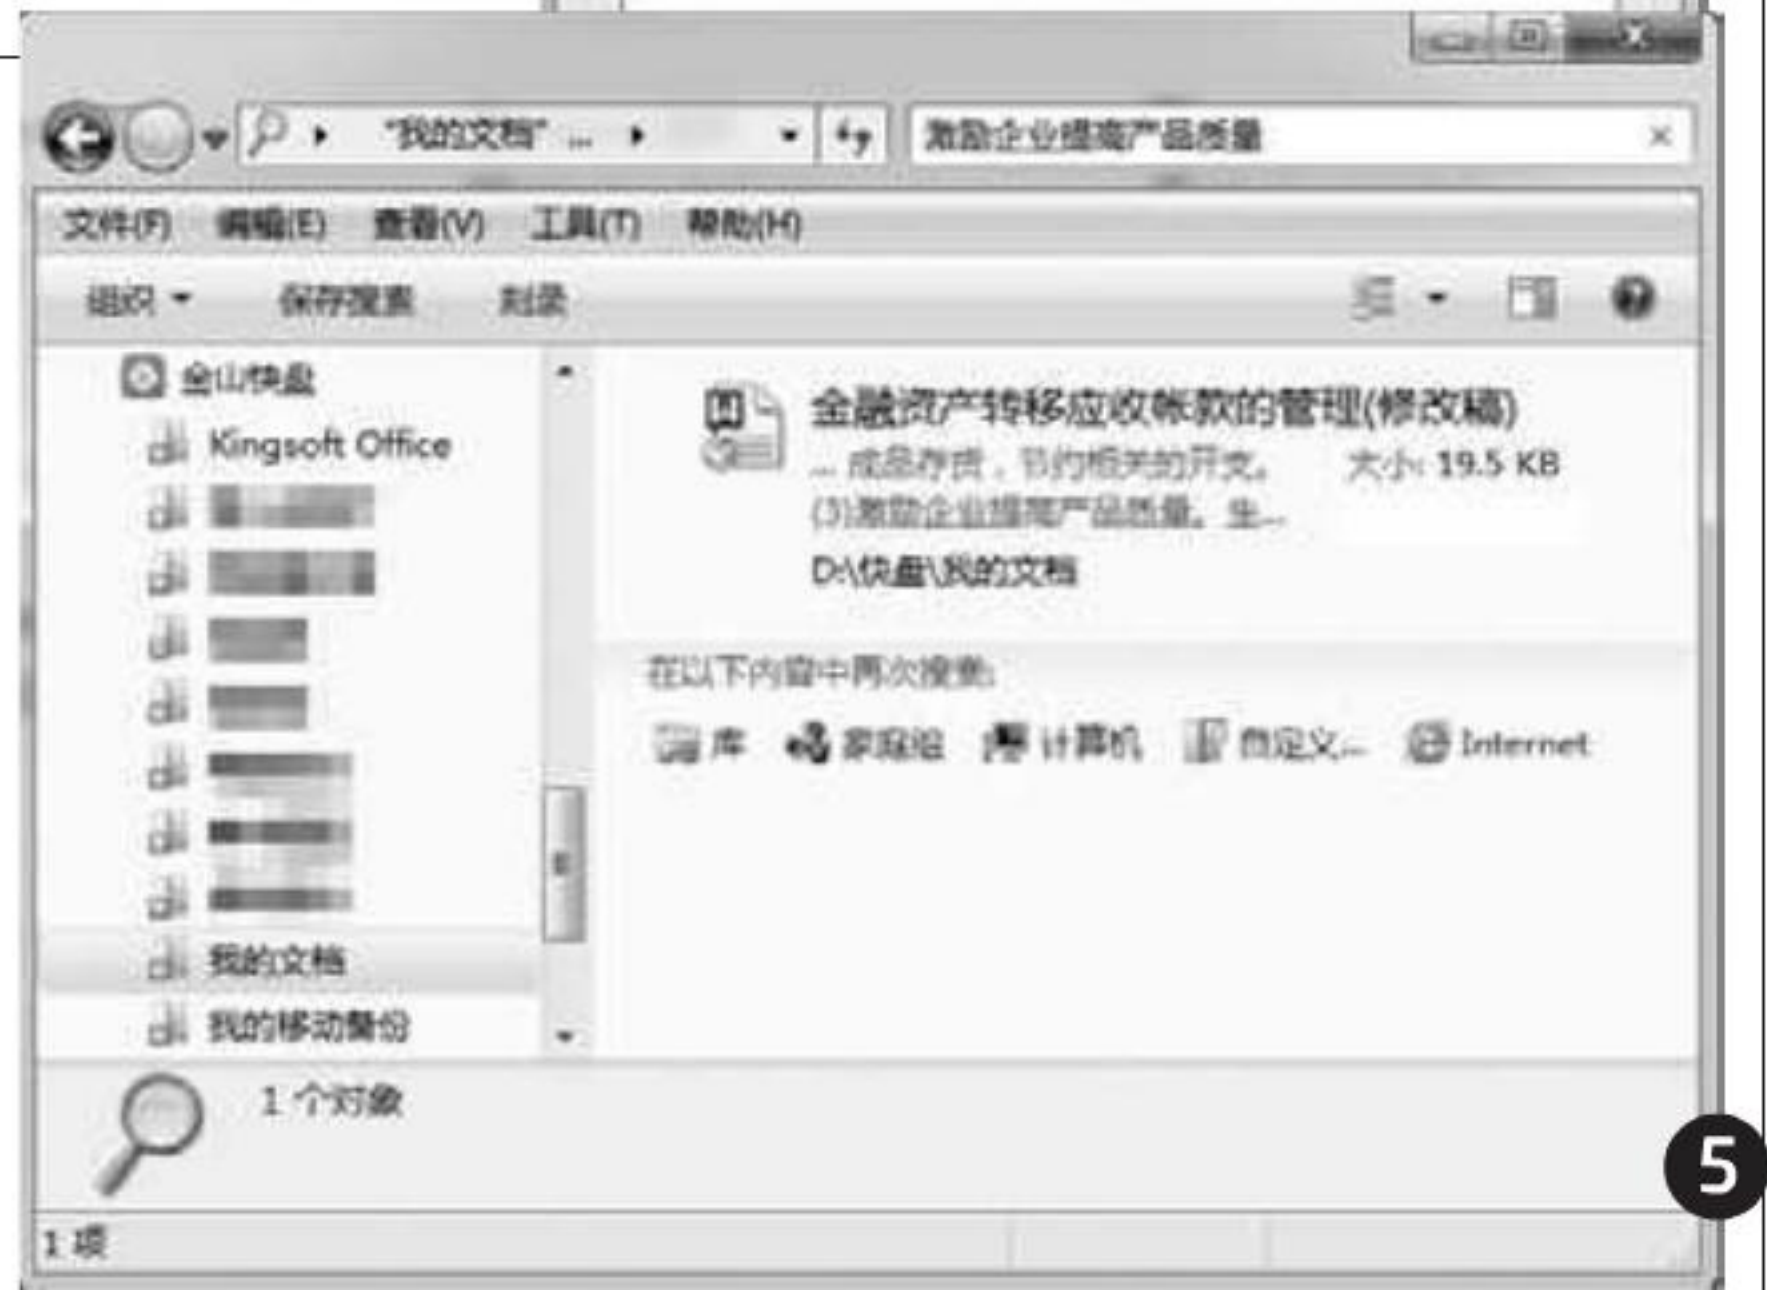 "我的文档" ...
激励企业提高产品质量
文件(F) 编辑(E) 查看(V) 工具(T) 帮助(H)
组织 保存搜索 刻录
金山快盘
Kingsoft Office
我的文档
我的移动备份
金融资产转移应收帐款的管理(修改稿)
... 成品存货，节约相关的开支。 大小: 19.5 KB
(3)激励企业提高产品质量。生...
D:\快盘\我的文档
在以下内容中再次搜索:
库 家庭组 计算机 自定义... Internet
1 个对象
5
1 项